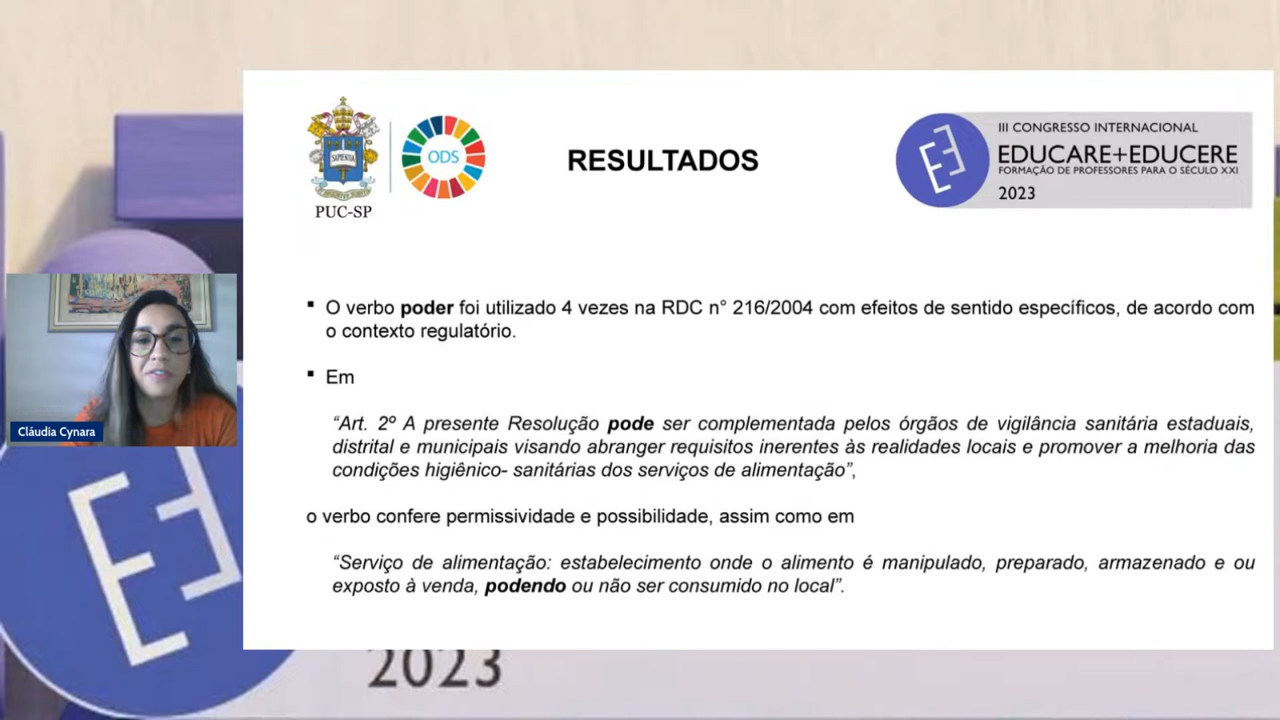 SAPIENTIA
PUC-SP
ODS
RESULTADOS
III CONGRESSO INTERNACIONAL
EDUCARE+EDUCERE
FORMAÇÃO DE PROFESSORES PARA O SÉCULO XXI
2023
▪ O verbo poder foi utilizado 4 vezes na RDC n° 216/2004 com efeitos de sentido específicos, de acordo com
o contexto regulatório.
▪ Em
“Art. 2º A presente Resolução pode ser complementada pelos órgãos de vigilância sanitária estaduais,
distrital e municipais visando abranger requisitos inerentes às realidades locais e promover a melhoria das
condições higiênico- sanitárias dos serviços de alimentação”,
o verbo confere permissividade e possibilidade, assim como em
“Serviço de alimentação: estabelecimento onde o alimento é manipulado, preparado, armazenado e ou
exposto à venda, podendo ou não ser consumido no local”.
Cláudia Cynara
2023